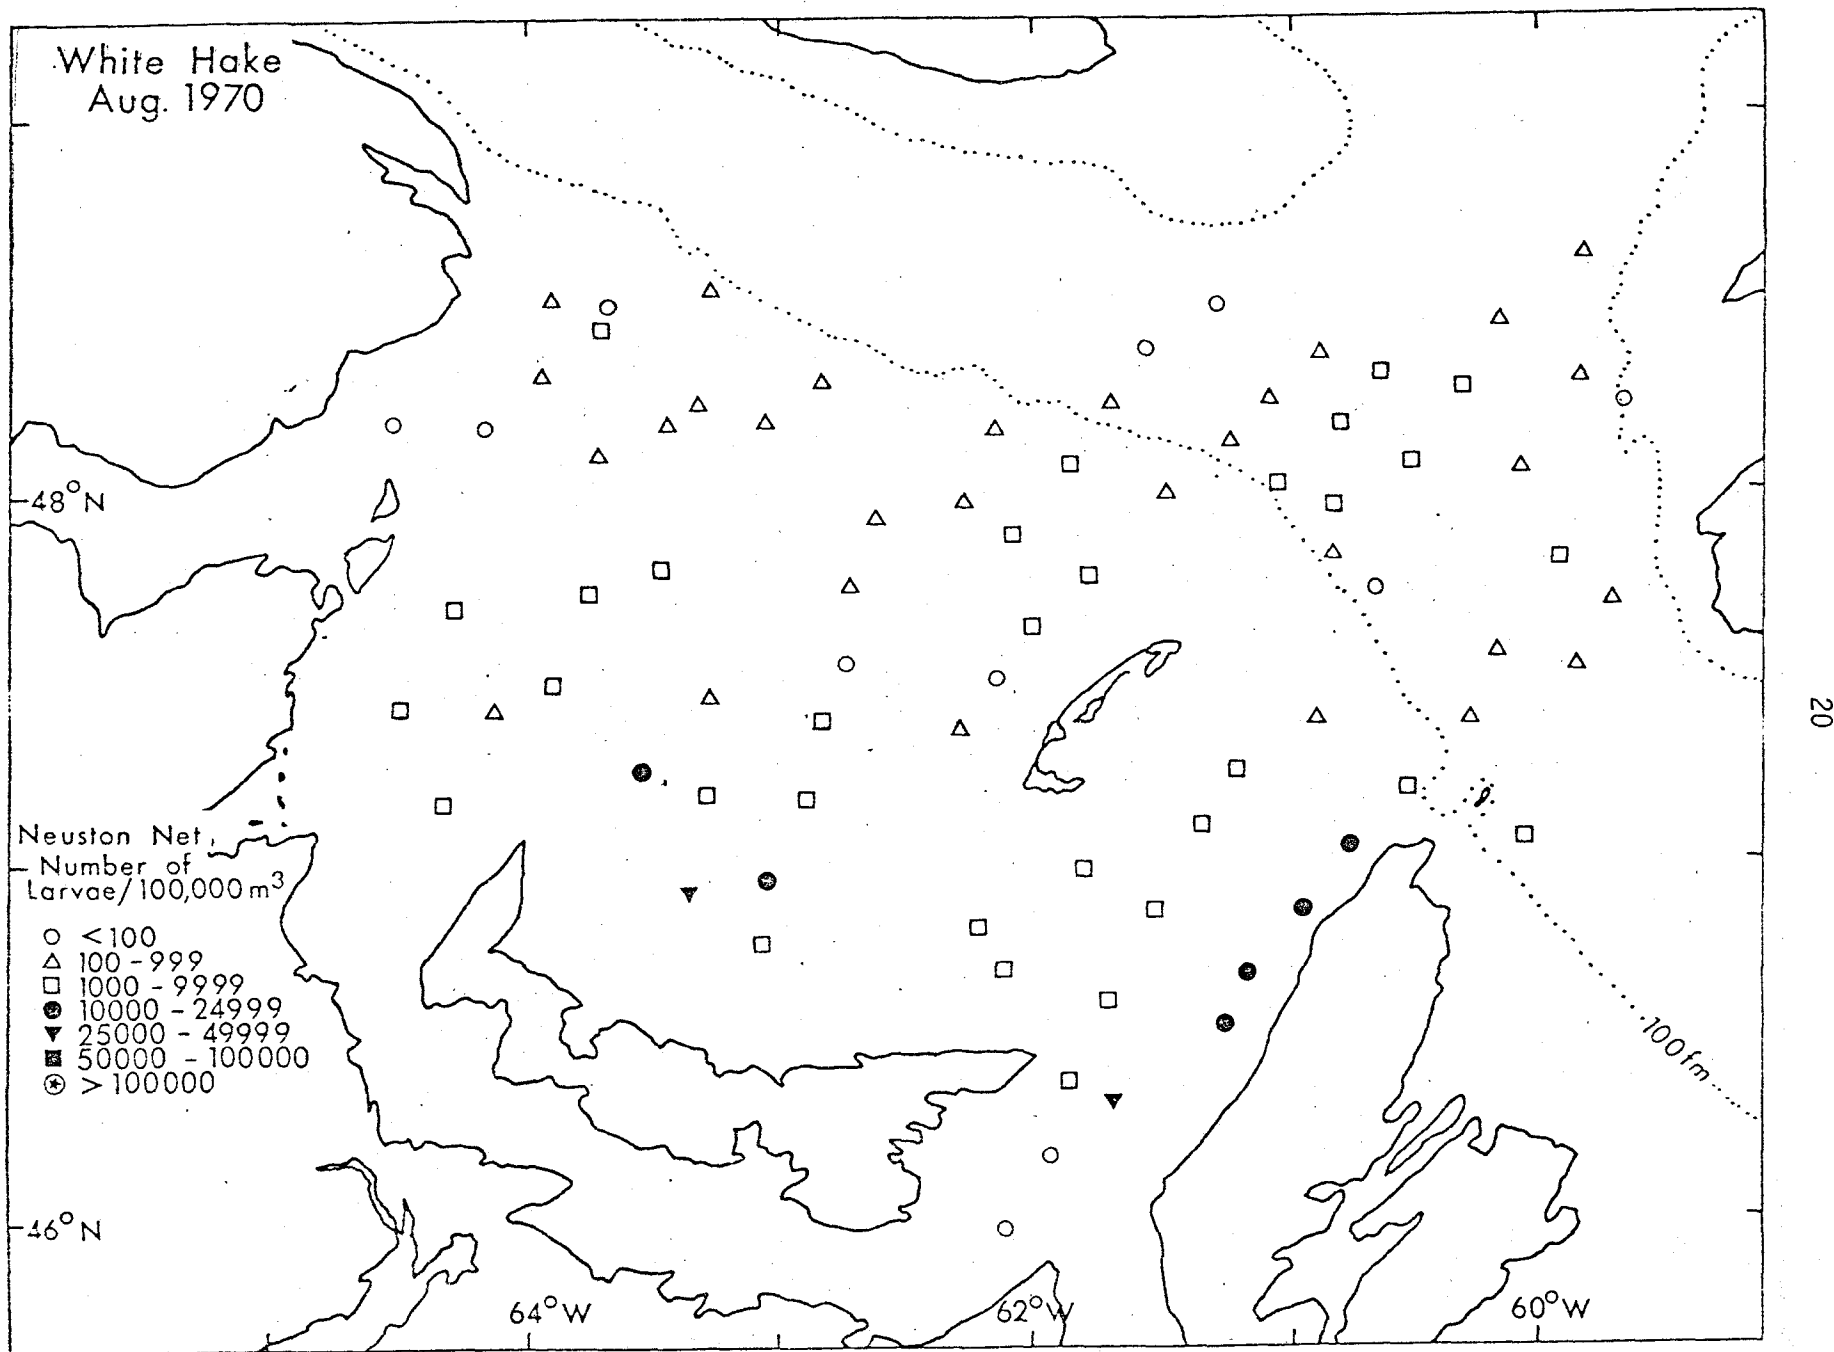 White Hake
Aug. 1970
48°N
20
Neuston Net,
Number of
Larvae/100,000 m³
<100
100-999
1000-9999
10000-24999
25000-49999
50000-100000
>100000
100fm
46°N
64°W
62°W
60°W